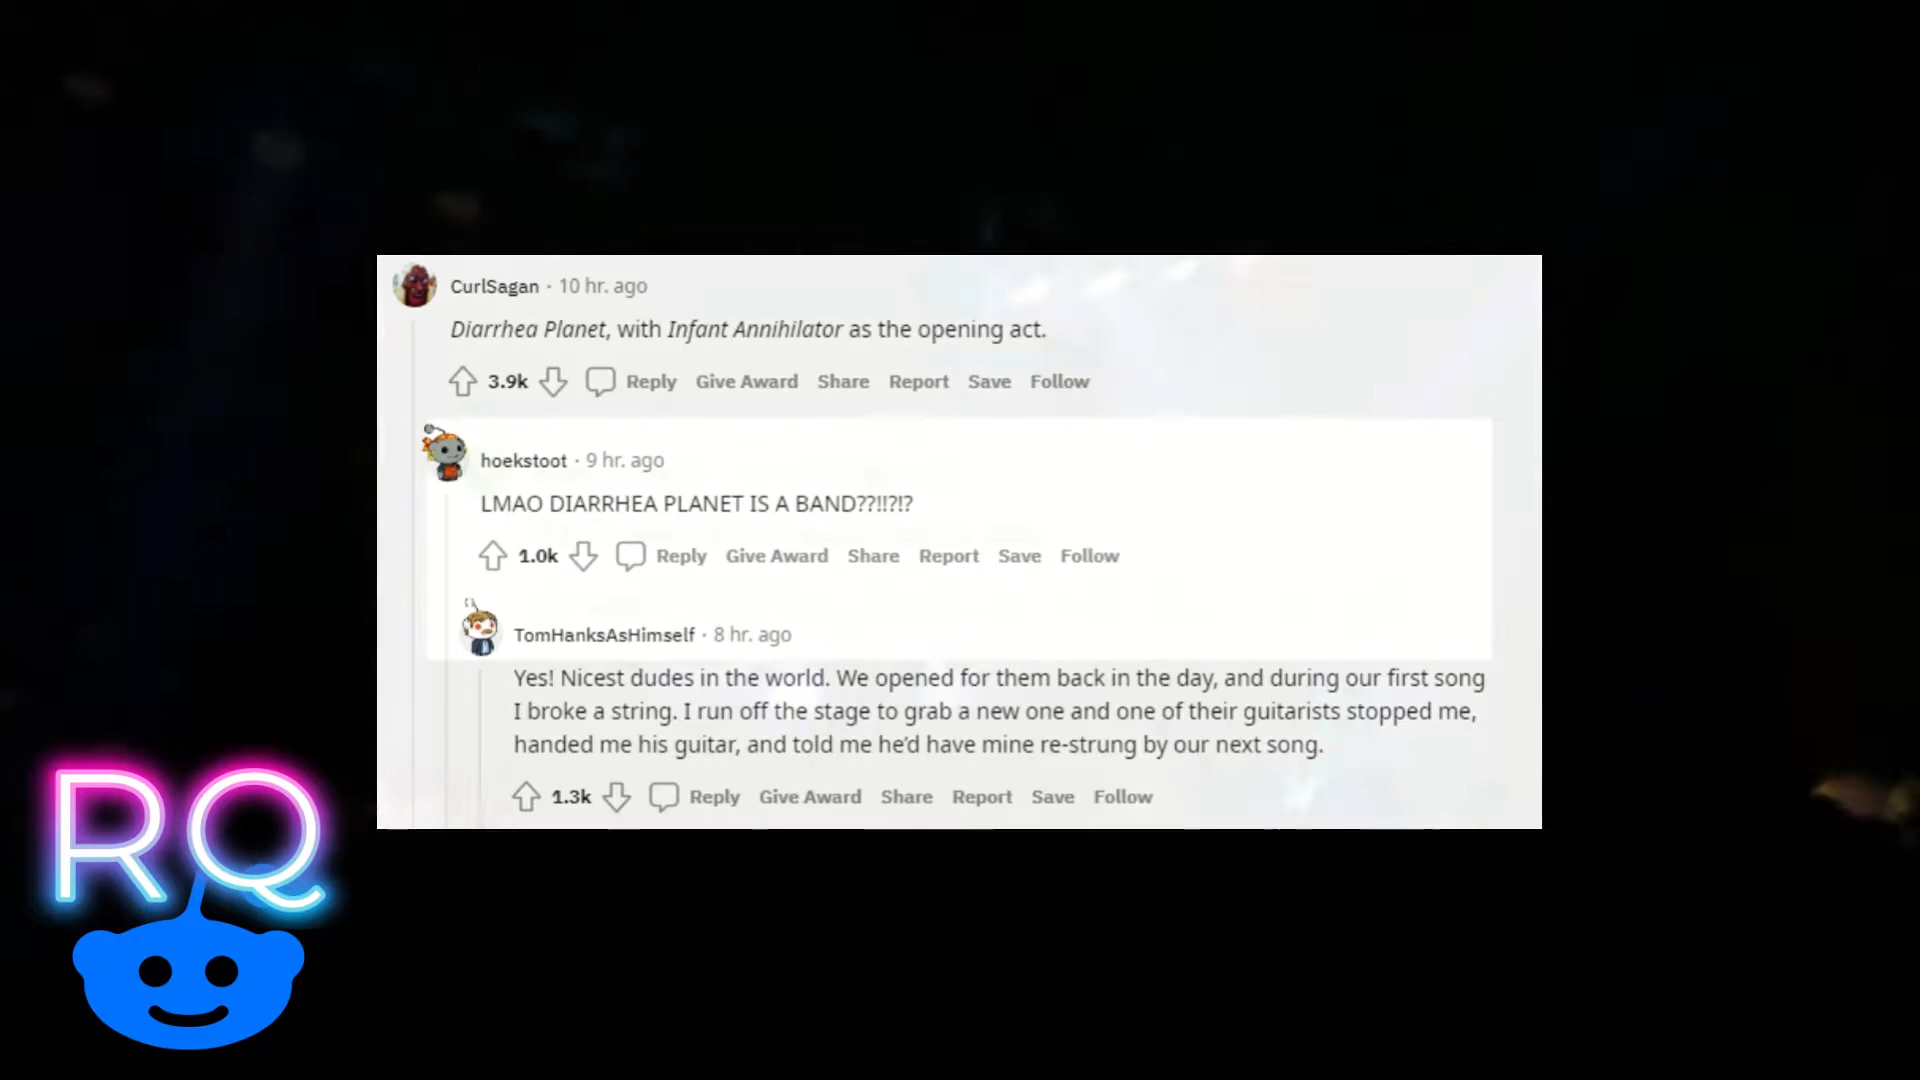 CurlSagan · 10 hr. ago
Diarrhea Planet, with Infant Annihilator as the opening act.
3.9k Reply Give Award Share Report Save Follow
hoekstoot · 9 hr. ago
LMAO DIARRHEA PLANET IS A BAND??!!?!?
1.0k Reply Give Award Share Report Save Follow
TomHanksAsHimself · 8 hr. ago
Yes! Nicest dudes in the world. We opened for them back in the day, and during our first song
I broke a string. I run off the stage to grab a new one and one of their guitarists stopped me,
handed me his guitar, and told me he'd have mine re-strung by our next song.
1.3k Reply Give Award Share Report Save Follow
RQ